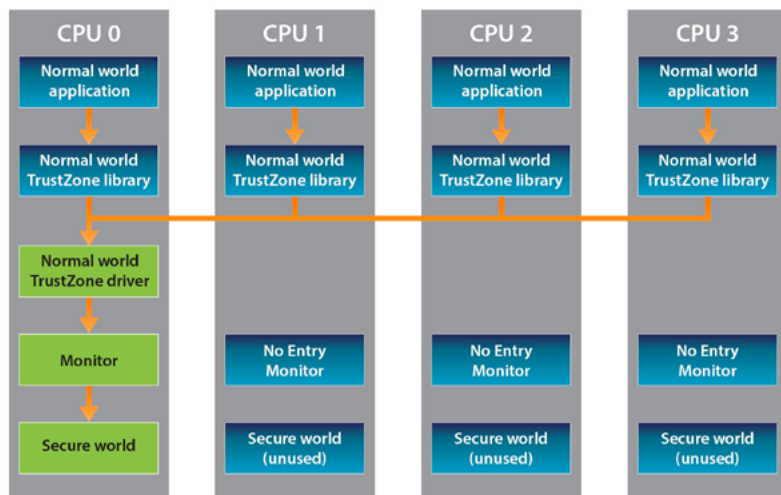 CPU 0
CPU 1
CPU 2
CPU 3
Normal world
application
Normal world
application
Normal world
application
Normal world
application
Normal world
TrustZone library
Normal world
TrustZone library
Normal world
TrustZone library
Normal world
TrustZone library
Normal world
TrustZone driver
Monitor
No Entry
Monitor
No Entry
Monitor
No Entry
Monitor
Secure world
Secure world
(unused)
Secure world
(unused)
Secure world
(unused)